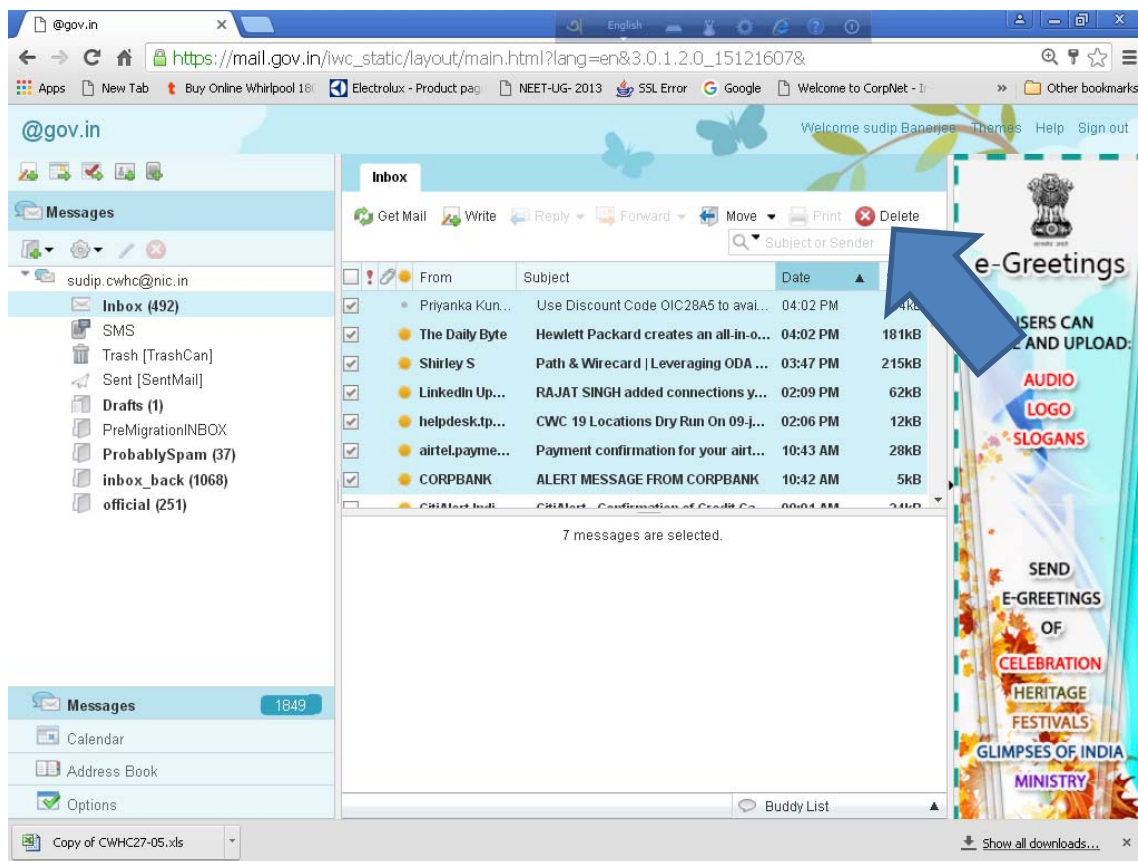 @gov.in
English
https://mail.gov.in/iwc_static/layout/main.html?lang=en&3.0.1.2.0_15121607&
Apps New Tab Buy Online Whirlpool 18 Electrolux - Product pag NEET-UG- 2013 SSL Error Google Welcome to CorpNet - Ir » Other bookmarks
@gov.in
Welcome sudip Banerjee Themes Help Sign out
Inbox
Messages
Get Mail Write Reply Forward Move Print Delete
Subject or Sender
sudip.cwhc@nic.in
Inbox (492)
SMS
Trash [TrashCan]
Sent [SentMail]
Drafts (1)
PreMigrationINBOX
ProbablySpam (37)
inbox_back (1068)
official (251)
From Subject Date
Priyanka Kun... Use Discount Code OIC28A5 to avai... 04:02 PM
The Daily Byte Hewlett Packard creates an all-in-o... 04:02 PM 181kB
Shirley S Path & Wirecard | Leveraging ODA ... 03:47 PM 215kB
LinkedIn Up... RAJAT SINGH added connections y... 02:09 PM 62kB
helpdesk.tp... CWC 19 Locations Dry Run On 09-j... 02:06 PM 12kB
airtel.payme... Payment confirmation for your airt... 10:43 AM 28kB
CORPBANK ALERT MESSAGE FROM CORPBANK 10:42 AM 5kB
7 messages are selected.
e-Greetings
USERS CAN
AND UPLOAD:
AUDIO
LOGO
SLOGANS
SEND
E-GREETINGS
OF
CELEBRATION
HERITAGE
FESTIVALS
GLIMPSES OF INDIA
MINISTRY
Messages 1849
Calendar
Address Book
Options
Buddy List
Copy of CWHC27-05.xls
Show all downloads...